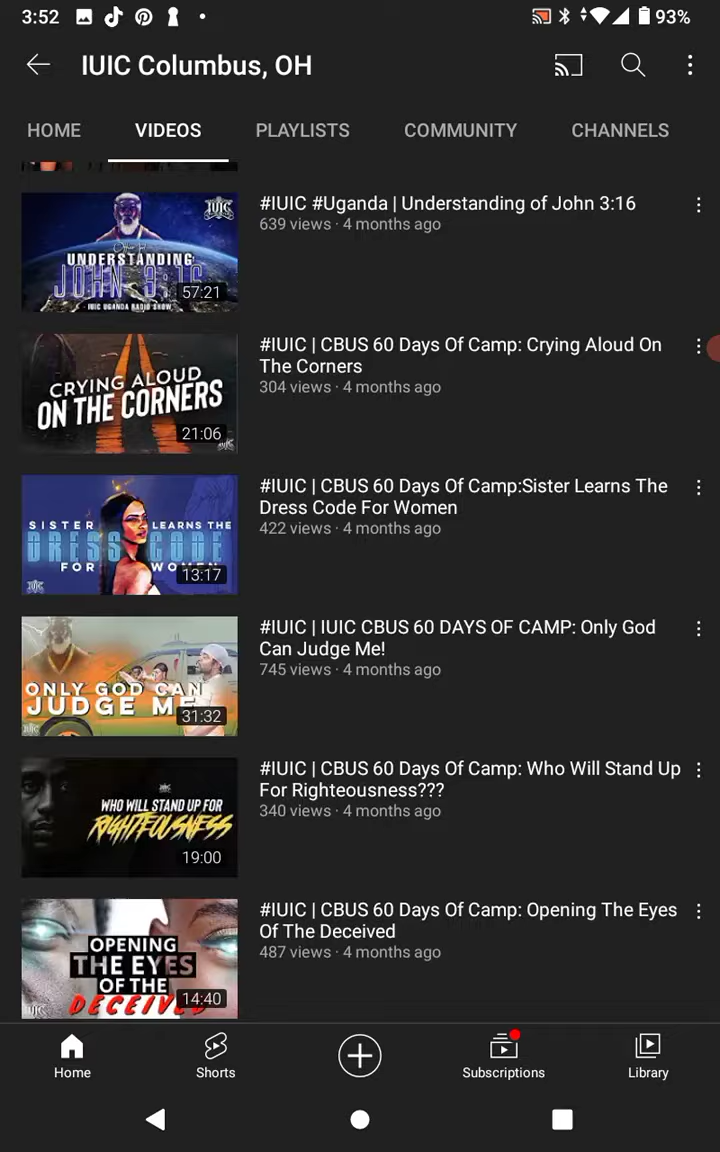 3:52
93%
IUIC Columbus, OH
HOME VIDEOS PLAYLISTS COMMUNITY CHANNELS
IUIC
UNDERSTANDING
JOHN 3:16
IUIC UGANDA RADIO SHOW
57:21
#IUIC #Uganda | Understanding of John 3:16
639 views · 4 months ago
CRYING ALOUD
ON THE CORNERS
21:06
#IUIC | CBUS 60 Days Of Camp: Crying Aloud On
The Corners
304 views · 4 months ago
SISTER LEARNS THE
DRESS CODE
FOR WOMEN
13:17
#IUIC | CBUS 60 Days Of Camp:Sister Learns The
Dress Code For Women
422 views · 4 months ago
ONLY GOD CAN
JUDGE ME
31:32
#IUIC | IUIC CBUS 60 DAYS OF CAMP: Only God
Can Judge Me!
745 views · 4 months ago
WHO WILL STAND UP FOR
RIGHTEOUSNESS
19:00
#IUIC | CBUS 60 Days Of Camp: Who Will Stand Up
For Righteousness???
340 views · 4 months ago
OPENING
THE EYES
OF THE
DECEIVED
14:40
#IUIC | CBUS 60 Days Of Camp: Opening The Eyes
Of The Deceived
487 views · 4 months ago
Home Shorts Subscriptions Library